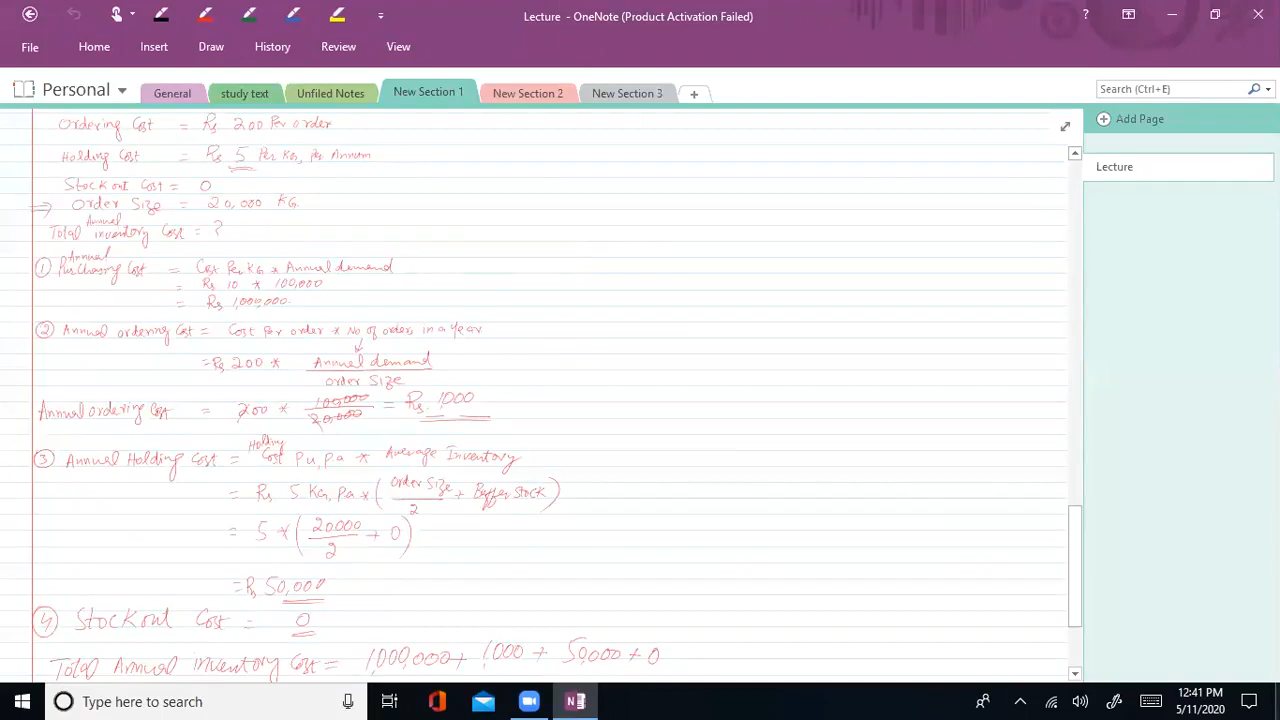 Lecture - OneNote (Product Activation Failed)
File Home Insert Draw History Review View
Personal General study text Unfiled Notes New Section 1 New Section 2 New Section 3 Search (Ctrl+E)
Add Page
Lecture
Ordering Cost = Rs 200 Per order
Holding Cost = Rs 5 Per KG, Per Annum
Stock out Cost = 0
Order Size = 20,000 KG
Annual
Total inventory Cost = ?
Annual
① Purchasing Cost = Cost Per KG * Annual demand
= Rs 10 * 100,000
= Rs 1,000,000
② Annual ordering Cost = Cost Per order * No of orders in a year
= Rs 200 * Annual demand
order Size
Annual ordering Cost = 200 * 100,000 = Rs. 1,000
20,000
Holding
③ Annual Holding Cost = Cost Pu, Pa * Average Inventory
= Rs 5 KG, Pa * ( Order Size + Buffer Stock )
2
= 5 * ( 20000 + 0 )
2
= Rs 50,000
④ Stockout Cost = 0
Total Annual inventory Cost = 1,000,000 + 1,000 + 50,000 + 0
Type here to search
12:41 PM
5/11/2020